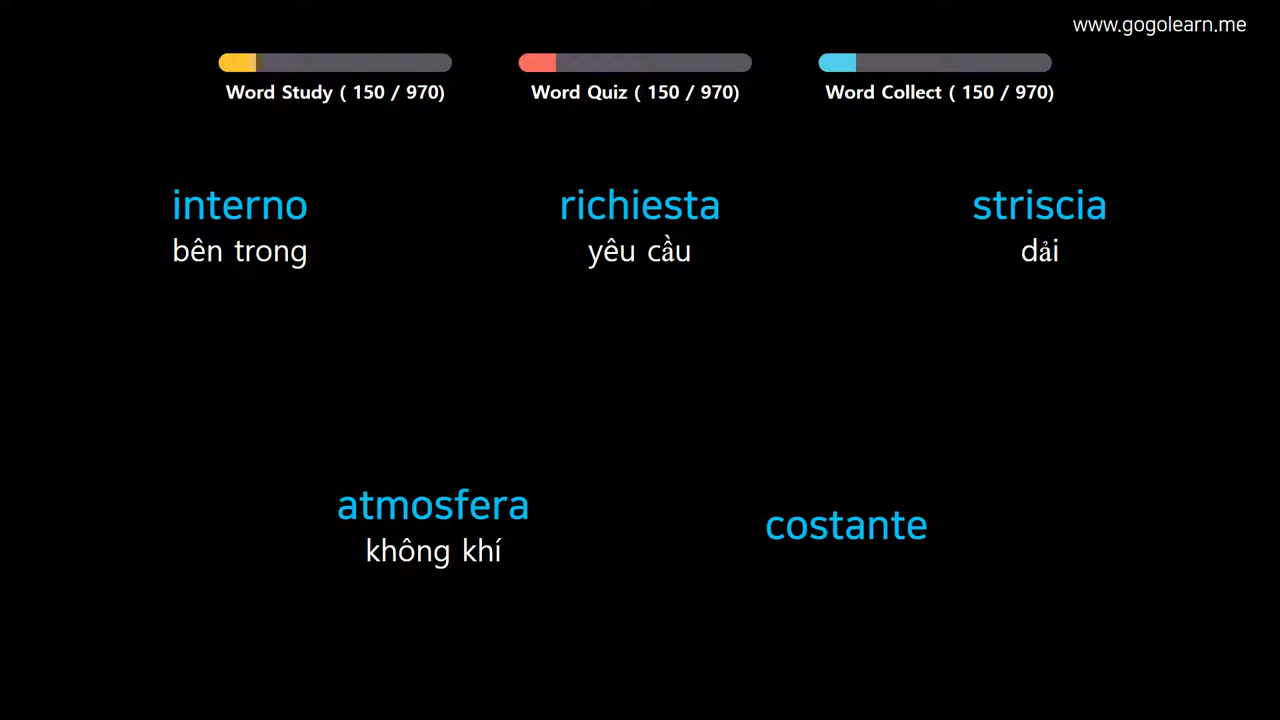 www.gogolearn.me
Word Study ( 150 / 970)
Word Quiz ( 150 / 970)
Word Collect ( 150 / 970)
interno
bên trong
richiesta
yêu cầu
striscia
dải
atmosfera
không khí
costante